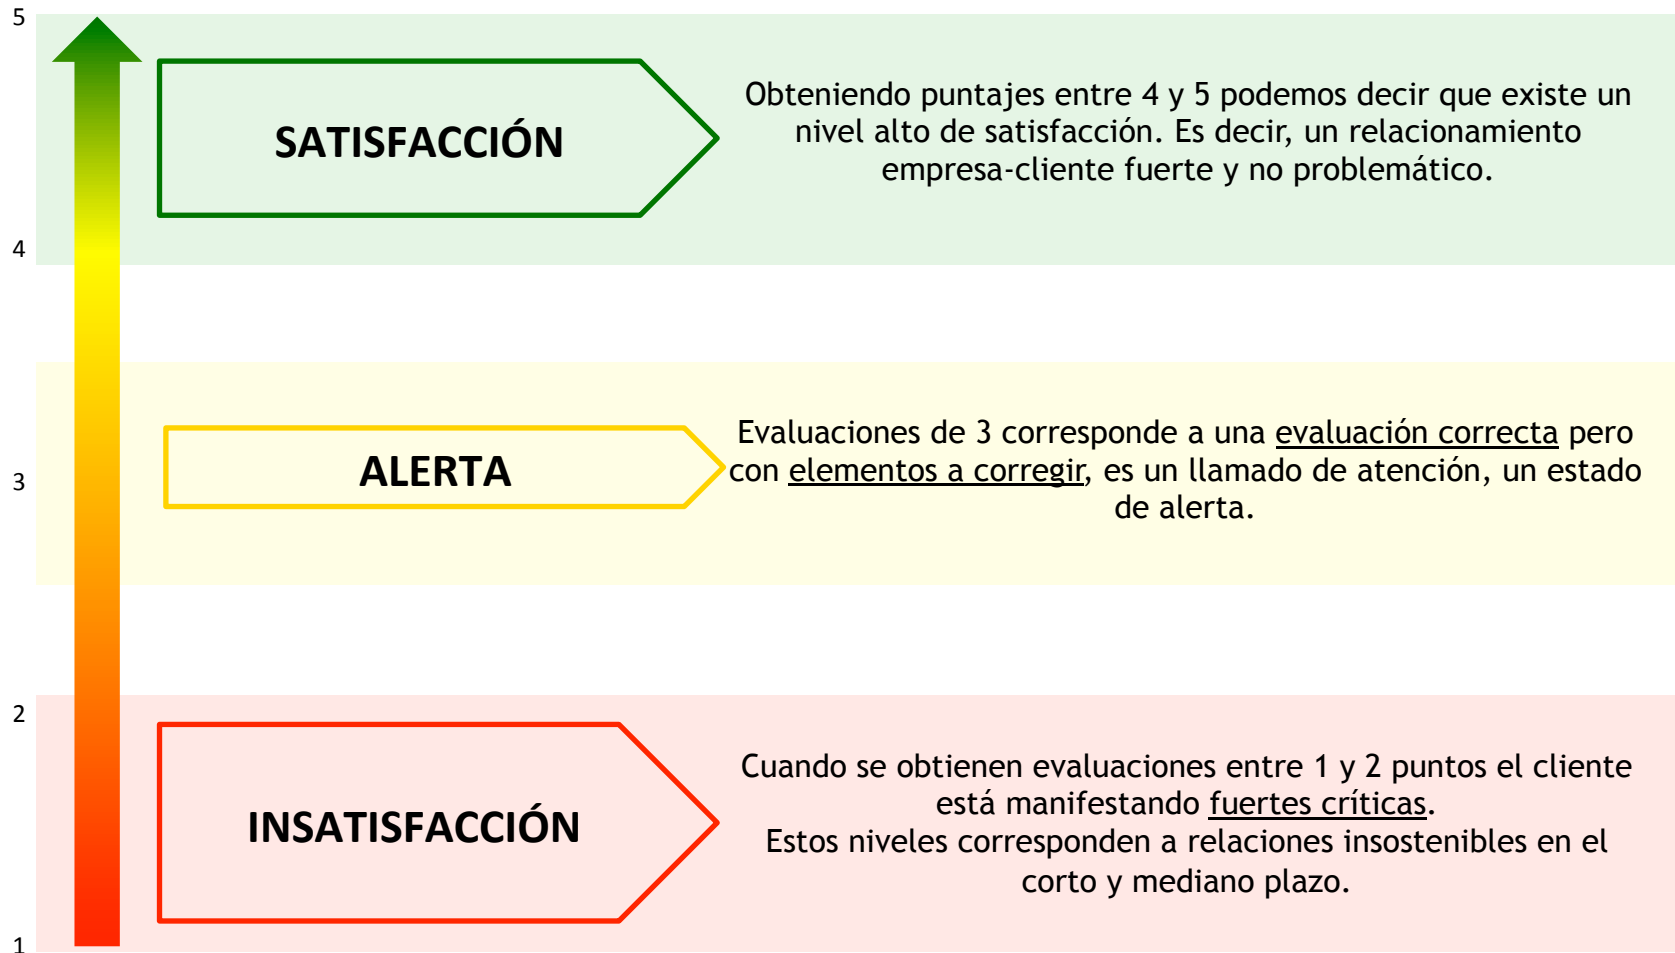 5
SATISFACCIÓN
Obteniendo puntajes entre 4 y 5 podemos decir que existe un
nivel alto de satisfacción. Es decir, un relacionamiento
empresa-cliente fuerte y no problemático.
4
ALERTA
Evaluaciones de 3 corresponde a una evaluación correcta pero
con elementos a corregir, es un llamado de atención, un estado
de alerta.
3
2
INSATISFACCIÓN
Cuando se obtienen evaluaciones entre 1 y 2 puntos el cliente
está manifestando fuertes críticas.
Estos niveles corresponden a relaciones insostenibles en el
corto y mediano plazo.
1